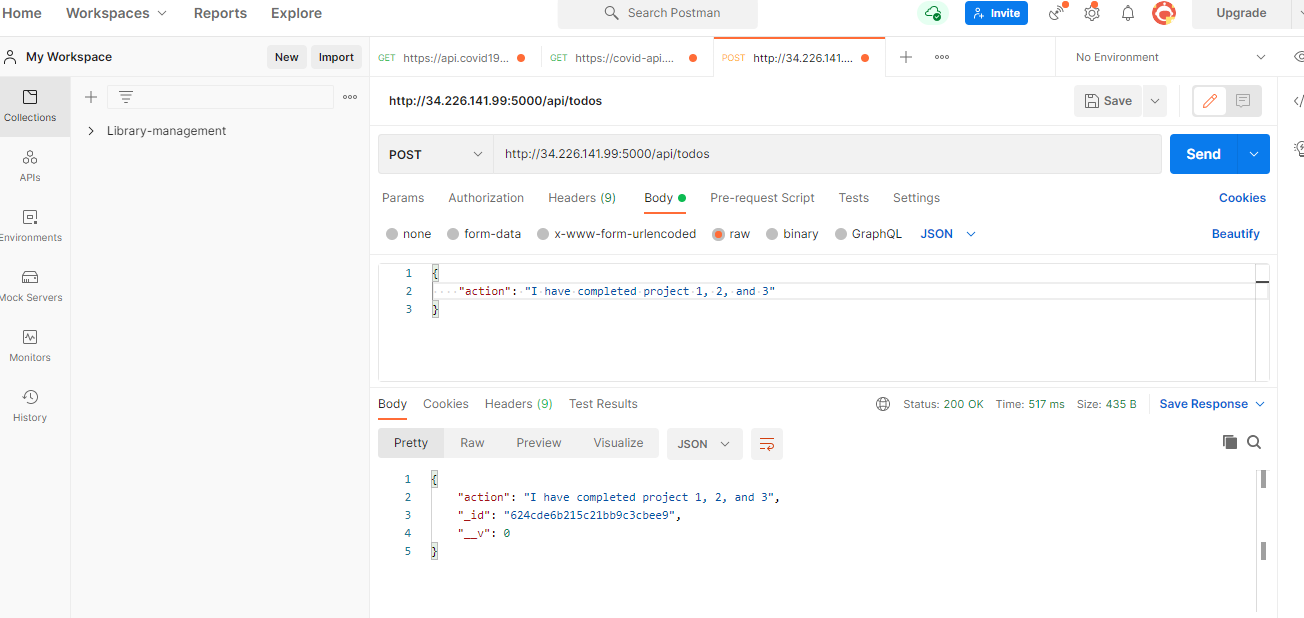 Home Workspaces Reports Explore Search Postman Invite Upgrade
My Workspace New Import GET https://api.covid19... GET https://covid-api.... POST http://34.226.141.... No Environment
Collections
APIs
Environments
Mock Servers
Monitors
History
Library-management
http://34.226.141.99:5000/api/todos Save
POST http://34.226.141.99:5000/api/todos Send
Params Authorization Headers (9) Body Pre-request Script Tests Settings Cookies
none form-data x-www-form-urlencoded raw binary GraphQL JSON Beautify
1 {
2 "action": "I have completed project 1, 2, and 3"
3 }
Body Cookies Headers (9) Test Results Status: 200 OK Time: 517 ms Size: 435 B Save Response
Pretty Raw Preview Visualize JSON
1 {
2 "action": "I have completed project 1, 2, and 3",
3 "_id": "624cde6b215c21bb9c3cbee9",
4 "__v": 0
5 }